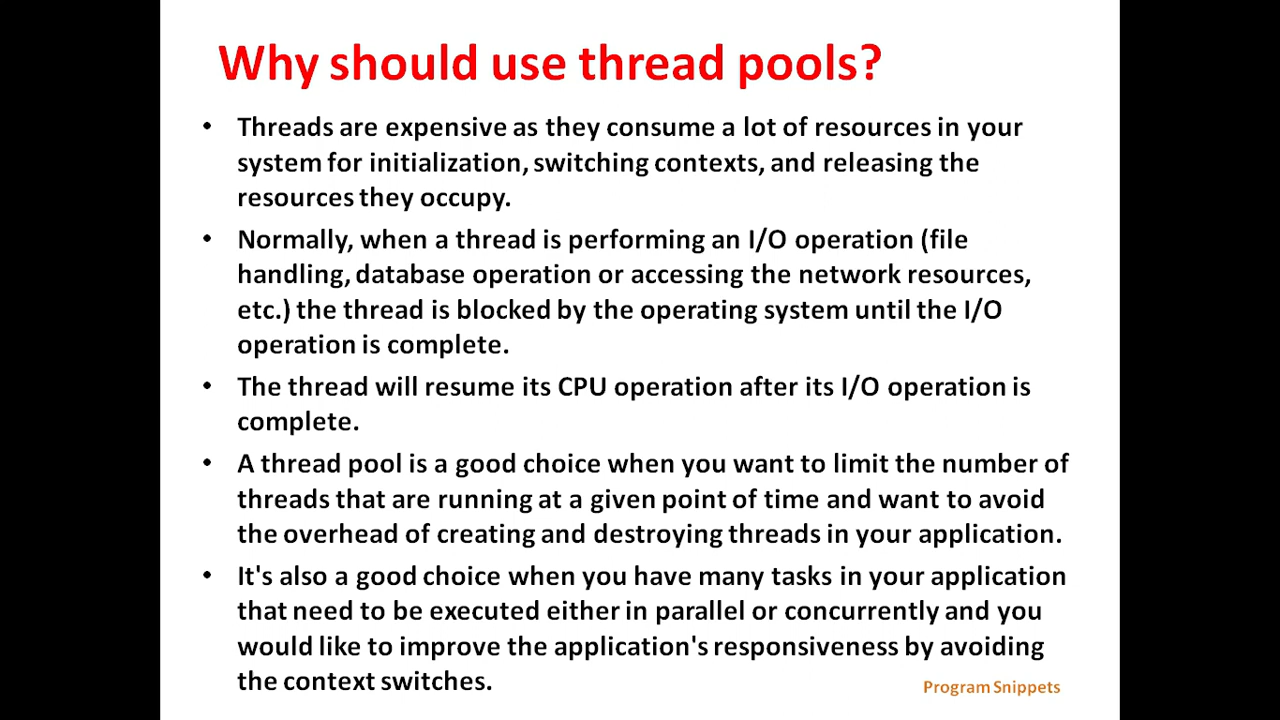 Why should use thread pools?
• Threads are expensive as they consume a lot of resources in your
system for initialization, switching contexts, and releasing the
resources they occupy.
• Normally, when a thread is performing an I/O operation (file
handling, database operation or accessing the network resources,
etc.) the thread is blocked by the operating system until the I/O
operation is complete.
• The thread will resume its CPU operation after its I/O operation is
complete.
• A thread pool is a good choice when you want to limit the number of
threads that are running at a given point of time and want to avoid
the overhead of creating and destroying threads in your application.
• It's also a good choice when you have many tasks in your application
that need to be executed either in parallel or concurrently and you
would like to improve the application's responsiveness by avoiding
the context switches.
Program Snippets